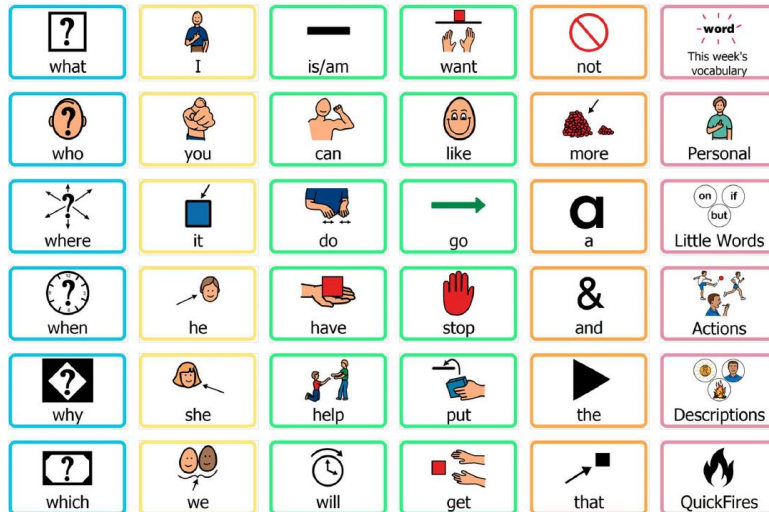 what
I
is/am
want
not
word
This week's
vocabulary
who
you
can
like
more
Personal
where
it
do
go
a
a
on
if
but
Little Words
when
he
have
stop
&
and
Actions
why
she
help
put
the
Descriptions
which
we
will
get
that
QuickFires